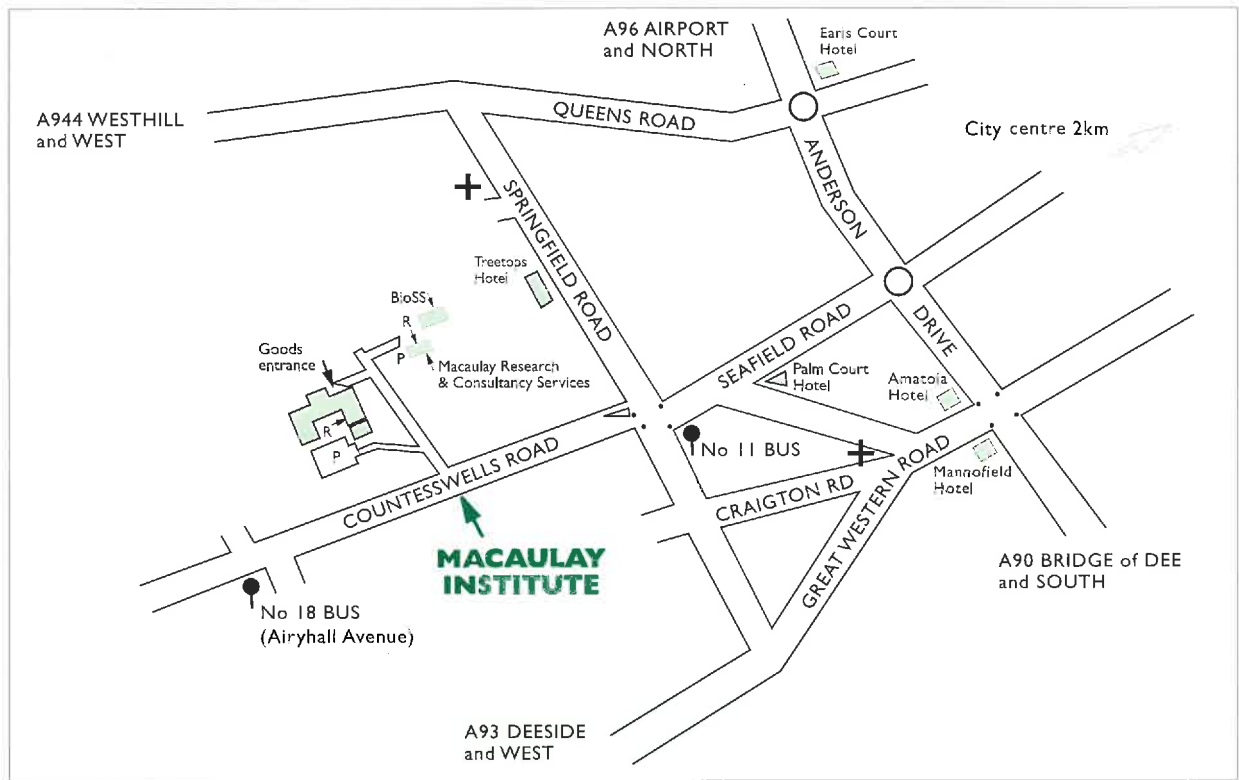 A96 AIRPORT
and NORTH
Earls Court
Hotel
A944 WESTHILL
and WEST
QUEENS ROAD
City centre 2km
ANDERSON
SPRINGFIELD ROAD
Treetops
Hotel
BioSS
R
P
Macaulay Research
& Consultancy Services
Goods
entrance
R
P
SEAFIELD ROAD
DRIVE
Palm Court
Hotel
Amatola
Hotel
No 11 BUS
COUNTESSWELLS ROAD
CRAIGTON RD
GREAT WESTERN ROAD
Mannofield
Hotel
MACAULAY
INSTITUTE
A90 BRIDGE of DEE
and SOUTH
No 18 BUS
(Airyhall Avenue)
A93 DEESIDE
and WEST